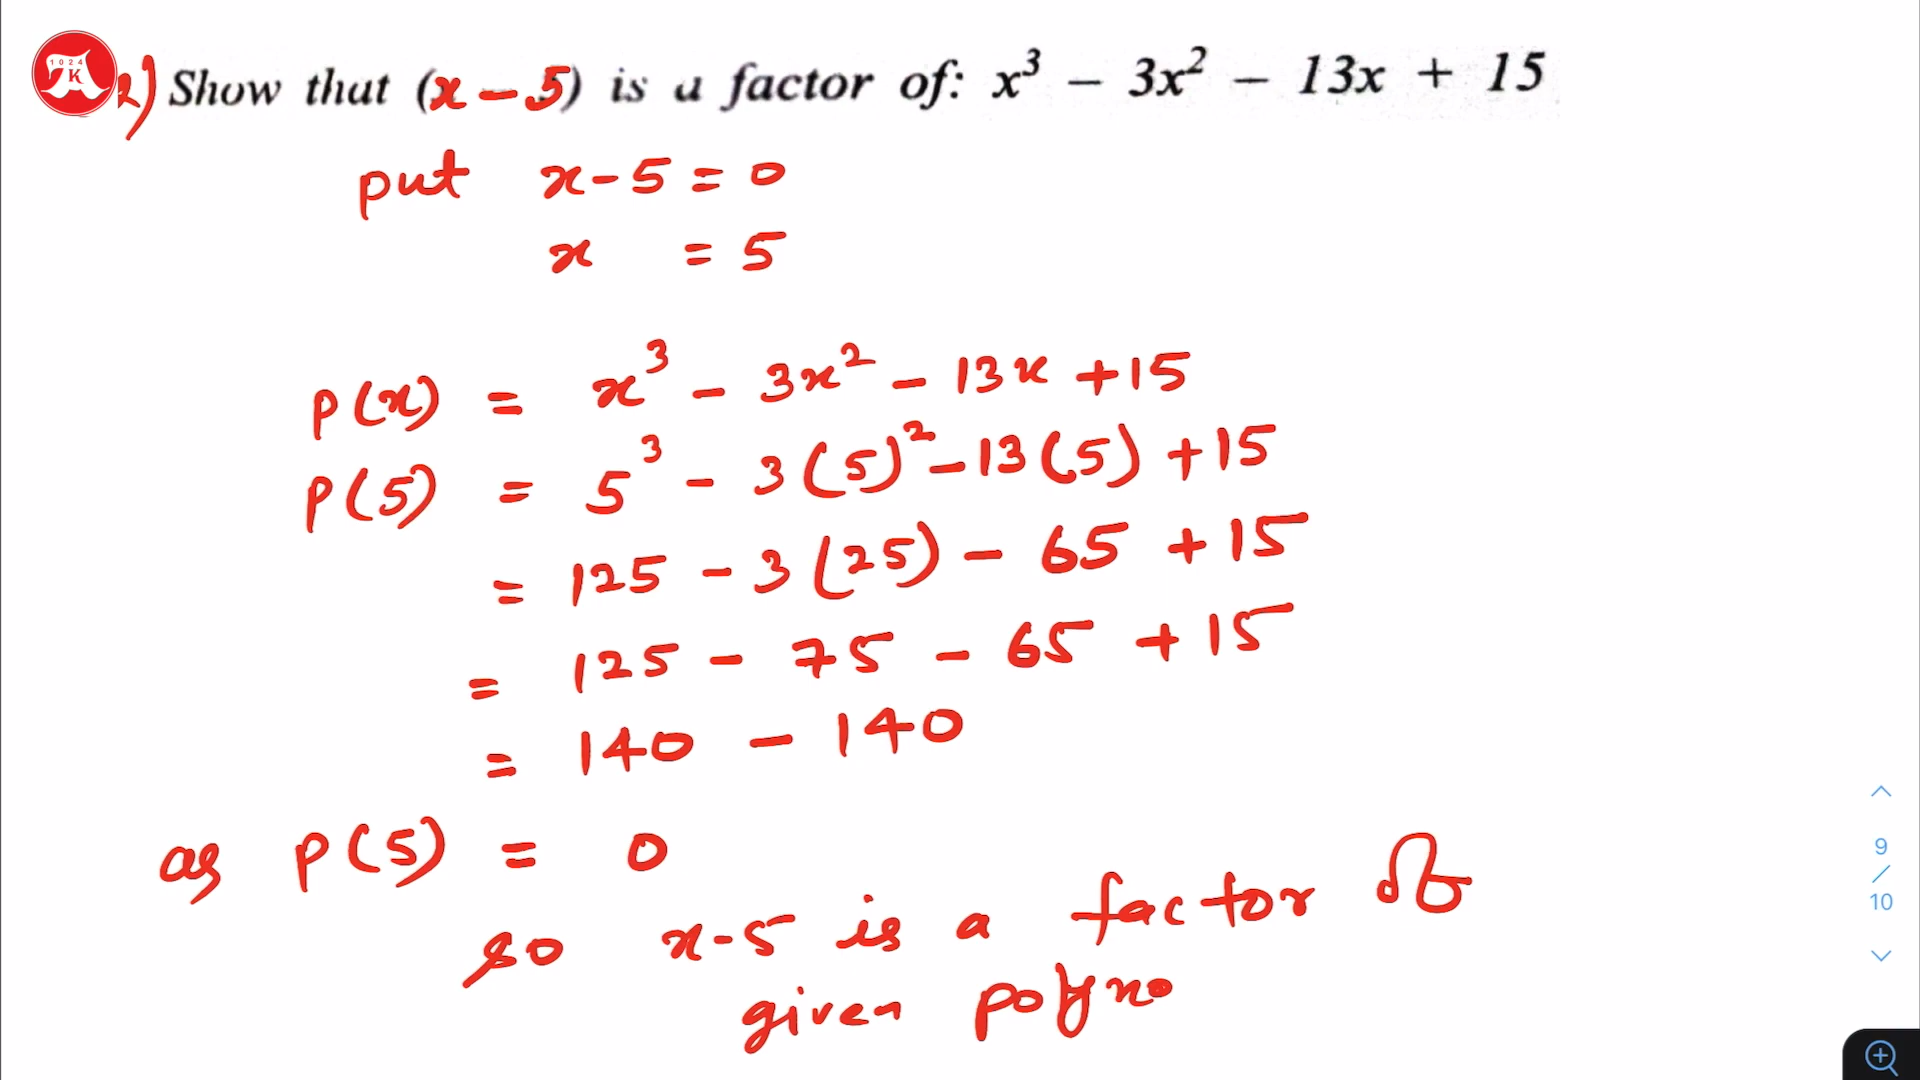 1024
K
2) Show that (x - 5) is a factor of: x³ - 3x² - 13x + 15
put x-5 = 0
x = 5
P(x) = x³ - 3x² - 13x + 15
P(5) = 5³ - 3(5)² - 13(5) + 15
= 125 - 3(25) - 65 + 15
= 125 - 75 - 65 + 15
= 140 - 140
as P(5) = 0
so x-5 is a factor of
given polyno
9
/
10